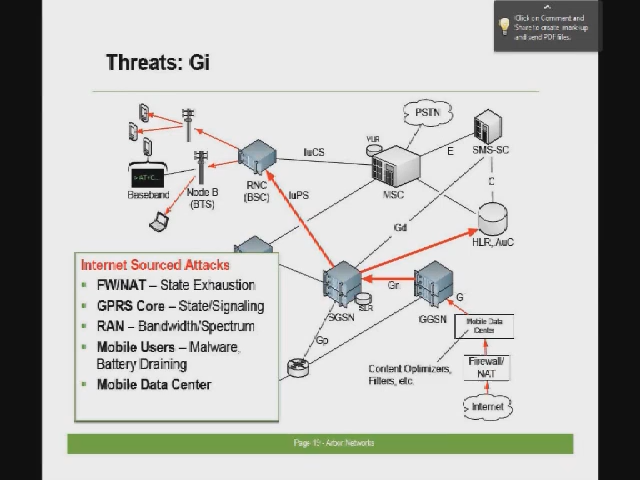 Click on Comment and
Share to create mark-up
and send PDF files.
Threats: Gi
PSTN
VLR
E
SMS-SC
IuCS
MSC
C
RNC
(BSC)
Node B
(BTS)
Baseband
IuPS
Gd
HLR, AuC
Internet Sourced Attacks
FW/NAT – State Exhaustion
GPRS Core – State/Signaling
RAN – Bandwidth/Spectrum
Mobile Users – Malware,
Battery Draining
Mobile Data Center
SGSN
SLR
Gn
GGSN
Gp
Mobile Data
Center
Content Optimizers,
Filters, etc.
Firewall/
NAT
Internet
Page 19 - Arbor Networks